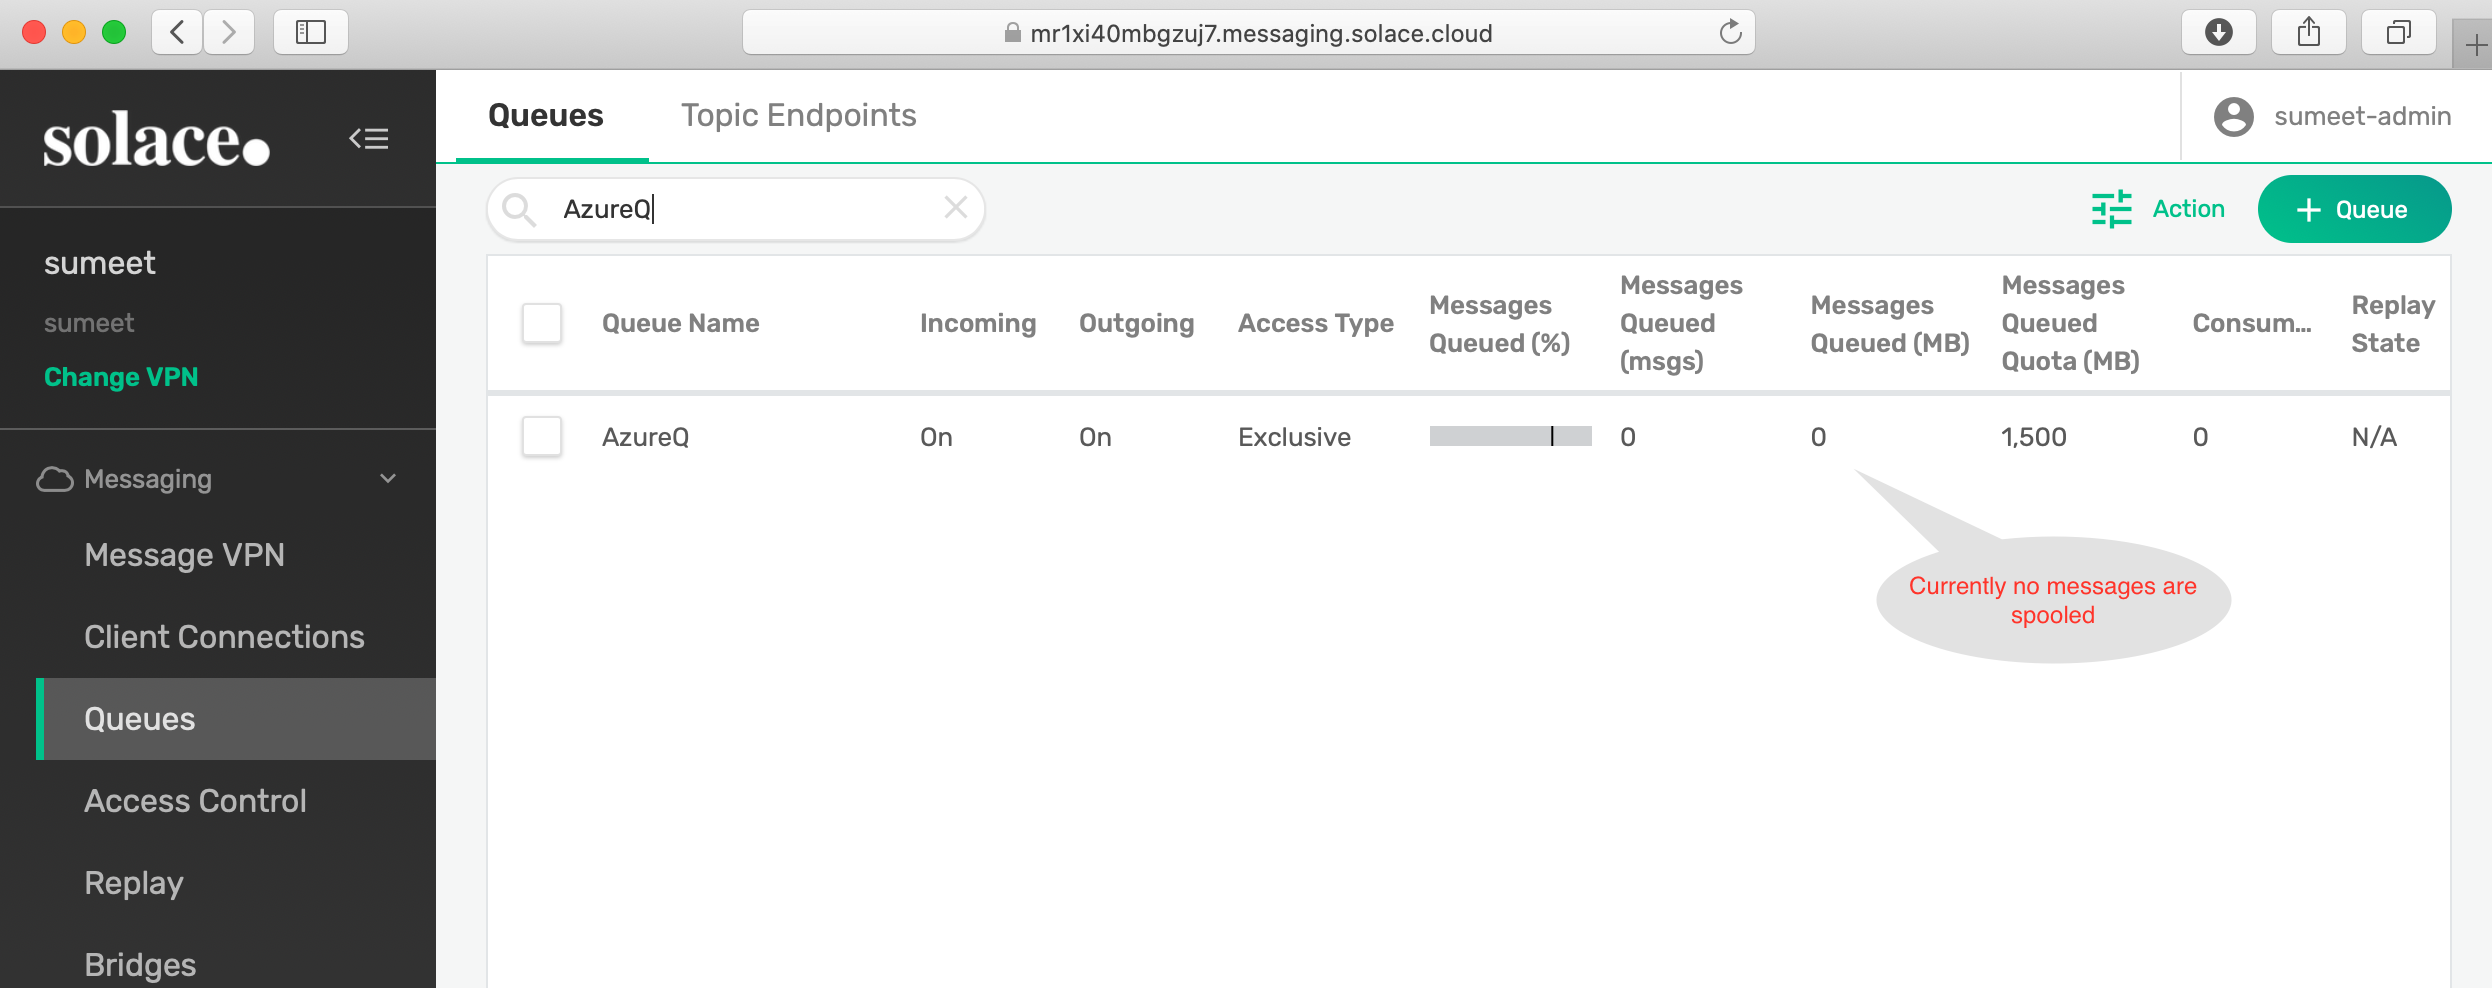 mr1xi40mbgzuj7.messaging.solace.cloud
solace.
Queues
Topic Endpoints
sumeet-admin
AzureQ
Action
+ Queue
sumeet
sumeet
Change VPN
Messaging
Message VPN
Client Connections
Queues
Access Control
Replay
Bridges
Queue Name
Incoming
Outgoing
Access Type
Messages
Queued (%)
Messages
Queued
(msgs)
Messages
Queued (MB)
Messages
Queued
Quota (MB)
Consum...
Replay
State
AzureQ
On
On
Exclusive
0
0
1,500
0
N/A
Currently no messages are
spooled